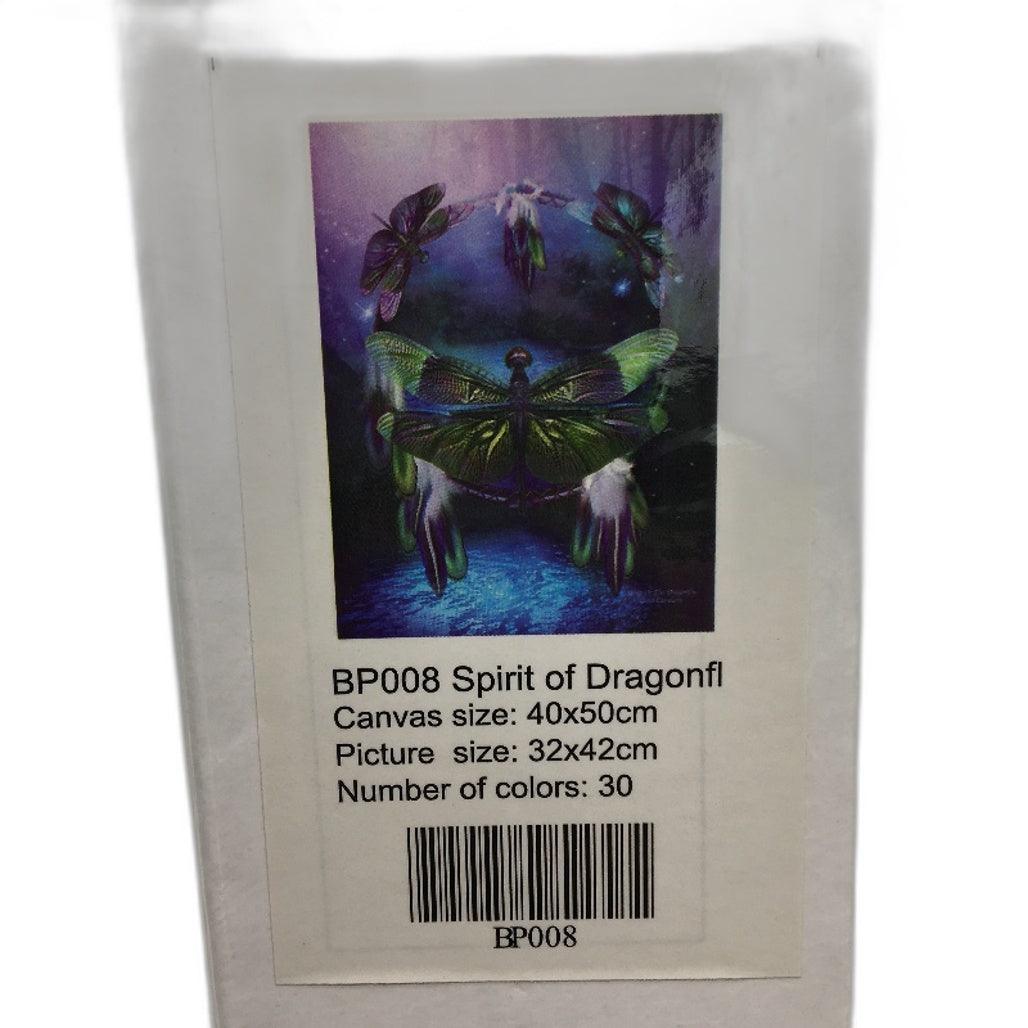 BP008 Spirit of Dragonfl
Canvas size: 40x50cm
Picture size: 32x42cm
Number of colors: 30
BP008